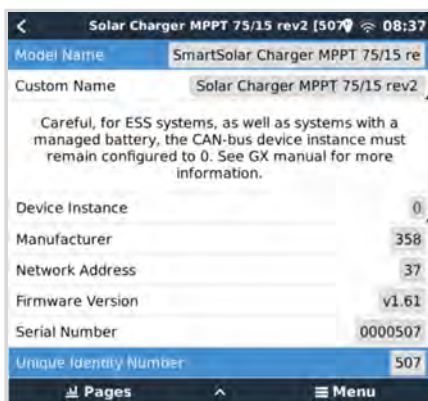 Solar Charger MPPT 75/15 rev2 [507 08:37
Model Name SmartSolar Charger MPPT 75/15 re
Custom Name Solar Charger MPPT 75/15 rev2
Careful, for ESS systems, as well as systems with a
managed battery, the CAN-bus device instance must
remain configured to 0. See GX manual for more
information.
Device Instance 0
Manufacturer 358
Network Address 37
Firmware Version v1.61
Serial Number 0000507
Unique Identity Number 507
Pages Menu